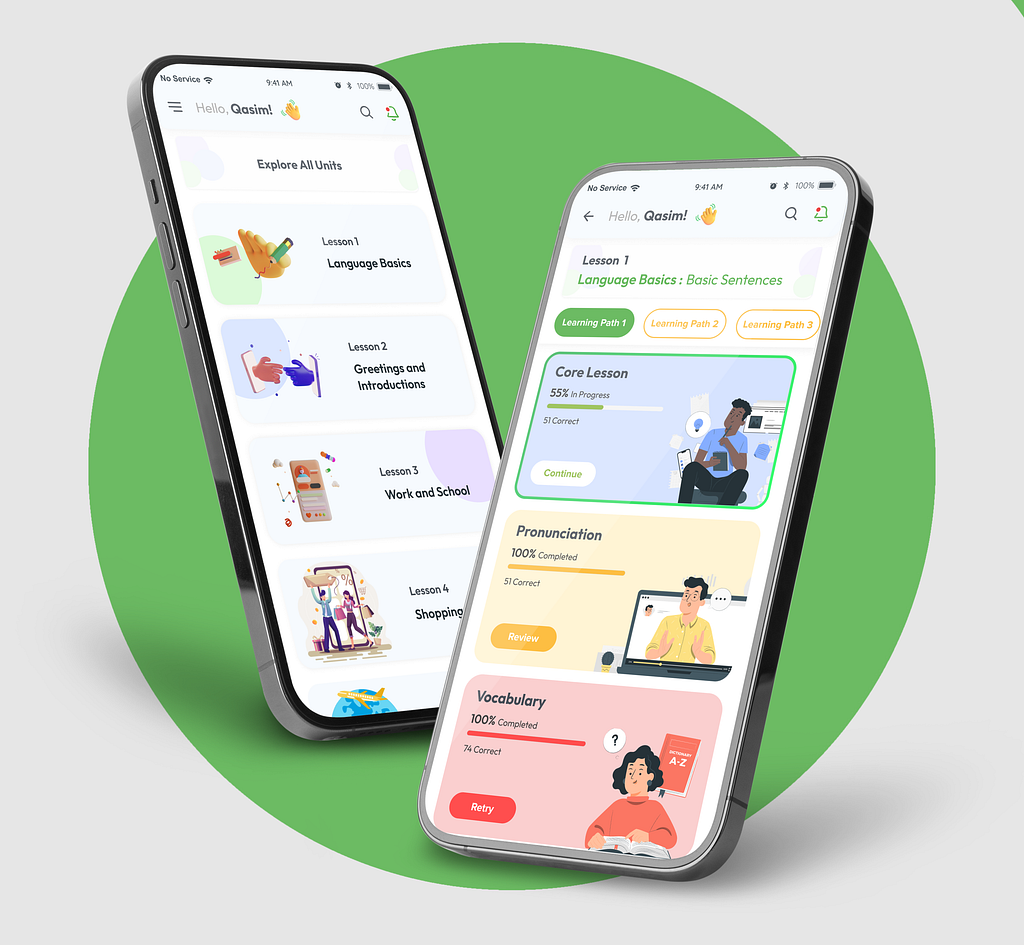 No Service
9:41 AM
100%
Hello, Qasim!
Explore All Units
Lesson 1
Language Basics
Lesson 2
Greetings and
Introductions
Lesson 3
Work and School
Lesson 4
Shopping
No Service
9:41 AM
100%
Hello, Qasim!
Lesson 1
Language Basics : Basic Sentences
Learning Path 1
Learning Path 2
Learning Path 3
Core Lesson
55% In Progress
51 Correct
Continue
Pronunciation
100% Completed
51 Correct
Review
Vocabulary
100% Completed
74 Correct
?
DICTIONARY
A-Z
Retry